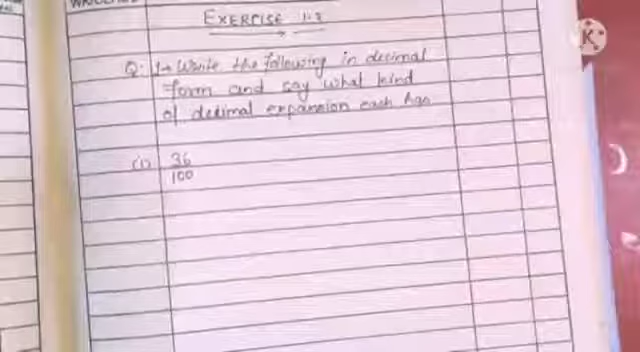 EXERCISE 1.3
Q. 1→ Write the following in decimal
form and say what kind
of decimal expansion each has
(i) 36
100
K